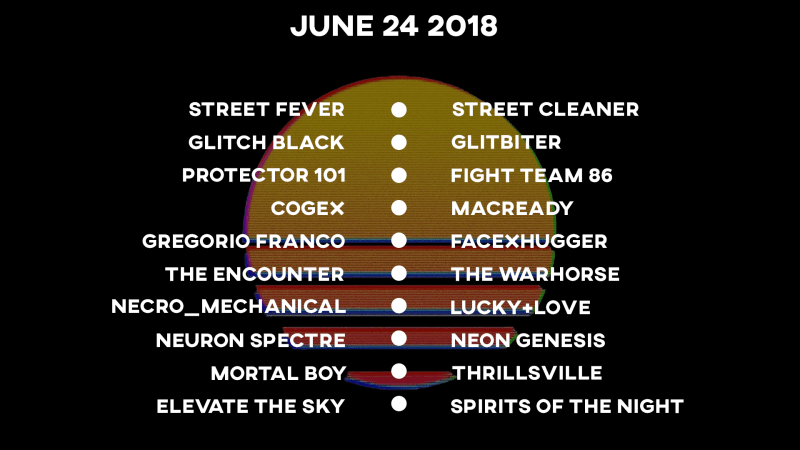 JUNE 24 2018
STREET FEVER ● STREET CLEANER
GLITCH BLACK ● GLITBITER
PROTECTOR 101 ● FIGHT TEAM 86
COGEX ● MACREADY
GREGORIO FRANCO ● FACEXHUGGER
THE ENCOUNTER ● THE WARHORSE
NECRO_MECHANICAL ● LUCKY+LOVE
NEURON SPECTRE ● NEON GENESIS
MORTAL BOY ● THRILLSVILLE
ELEVATE THE SKY ● SPIRITS OF THE NIGHT